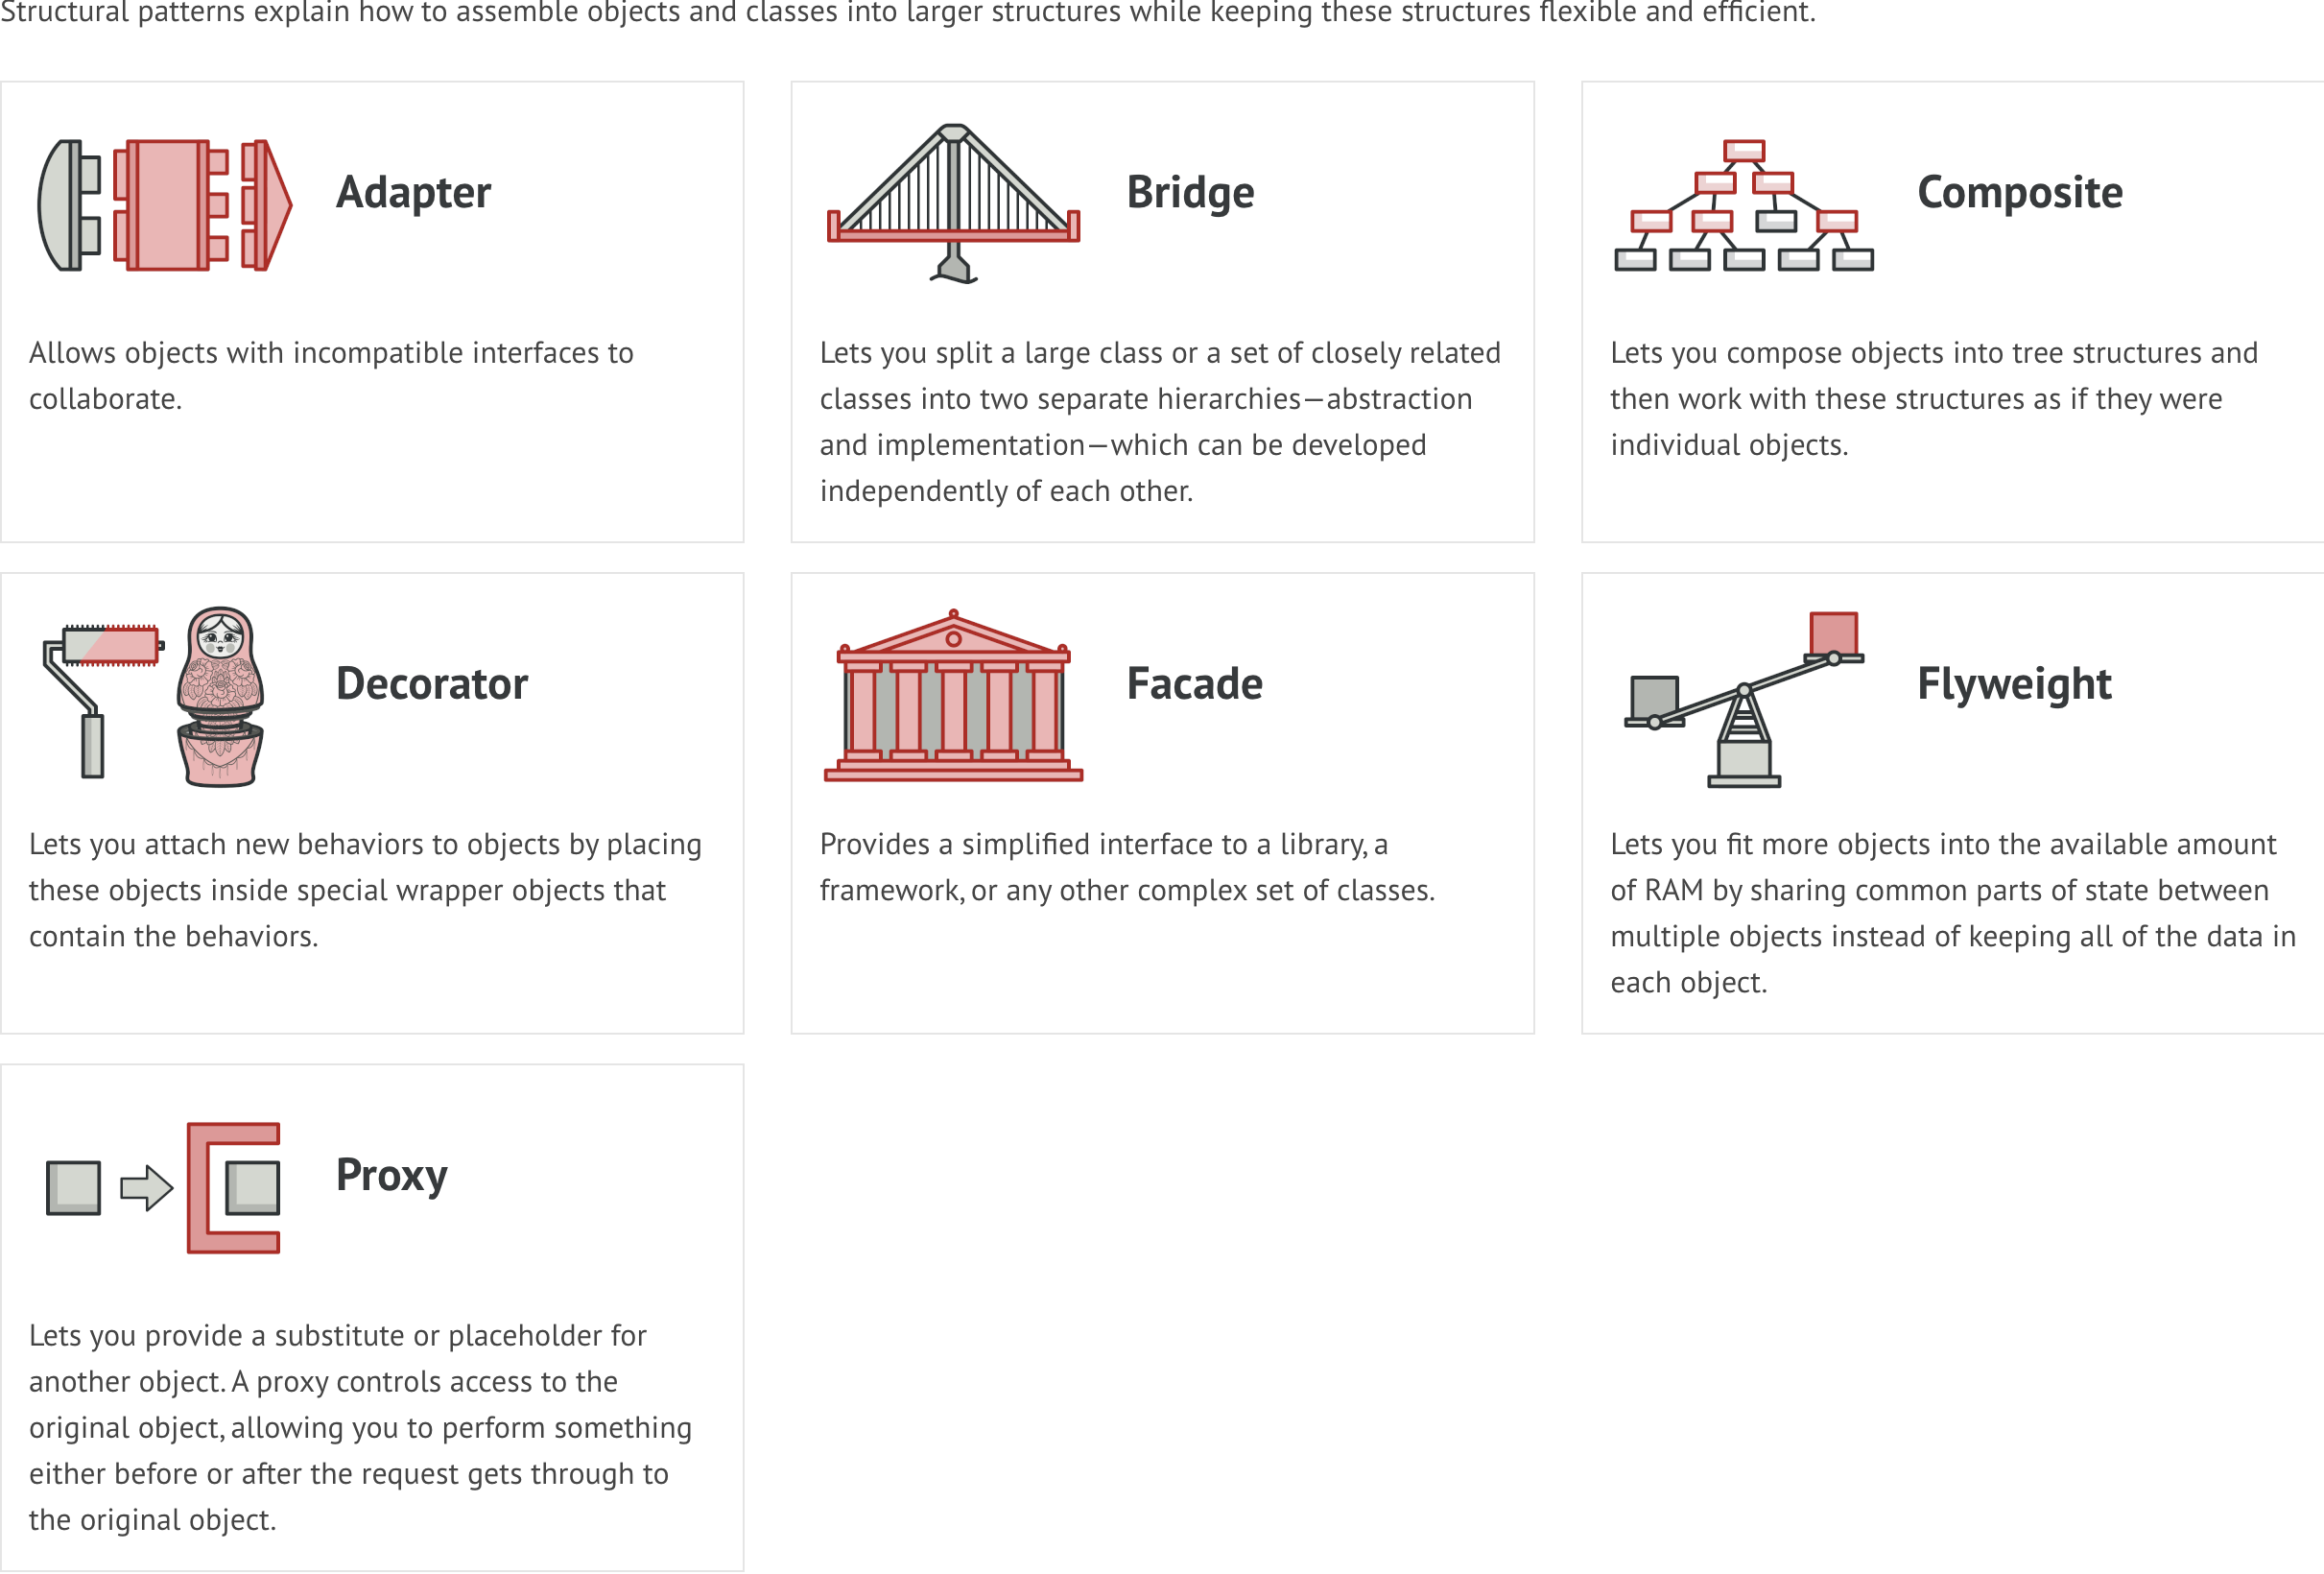 Structural patterns explain how to assemble objects and classes into larger structures while keeping these structures flexible and efficient.
Adapter
Allows objects with incompatible interfaces to
collaborate.
Bridge
Lets you split a large class or a set of closely related
classes into two separate hierarchies—abstraction
and implementation—which can be developed
independently of each other.
Composite
Lets you compose objects into tree structures and
then work with these structures as if they were
individual objects.
Decorator
Lets you attach new behaviors to objects by placing
these objects inside special wrapper objects that
contain the behaviors.
Facade
Provides a simplified interface to a library, a
framework, or any other complex set of classes.
Flyweight
Lets you fit more objects into the available amount
of RAM by sharing common parts of state between
multiple objects instead of keeping all of the data in
each object.
Proxy
Lets you provide a substitute or placeholder for
another object. A proxy controls access to the
original object, allowing you to perform something
either before or after the request gets through to
the original object.